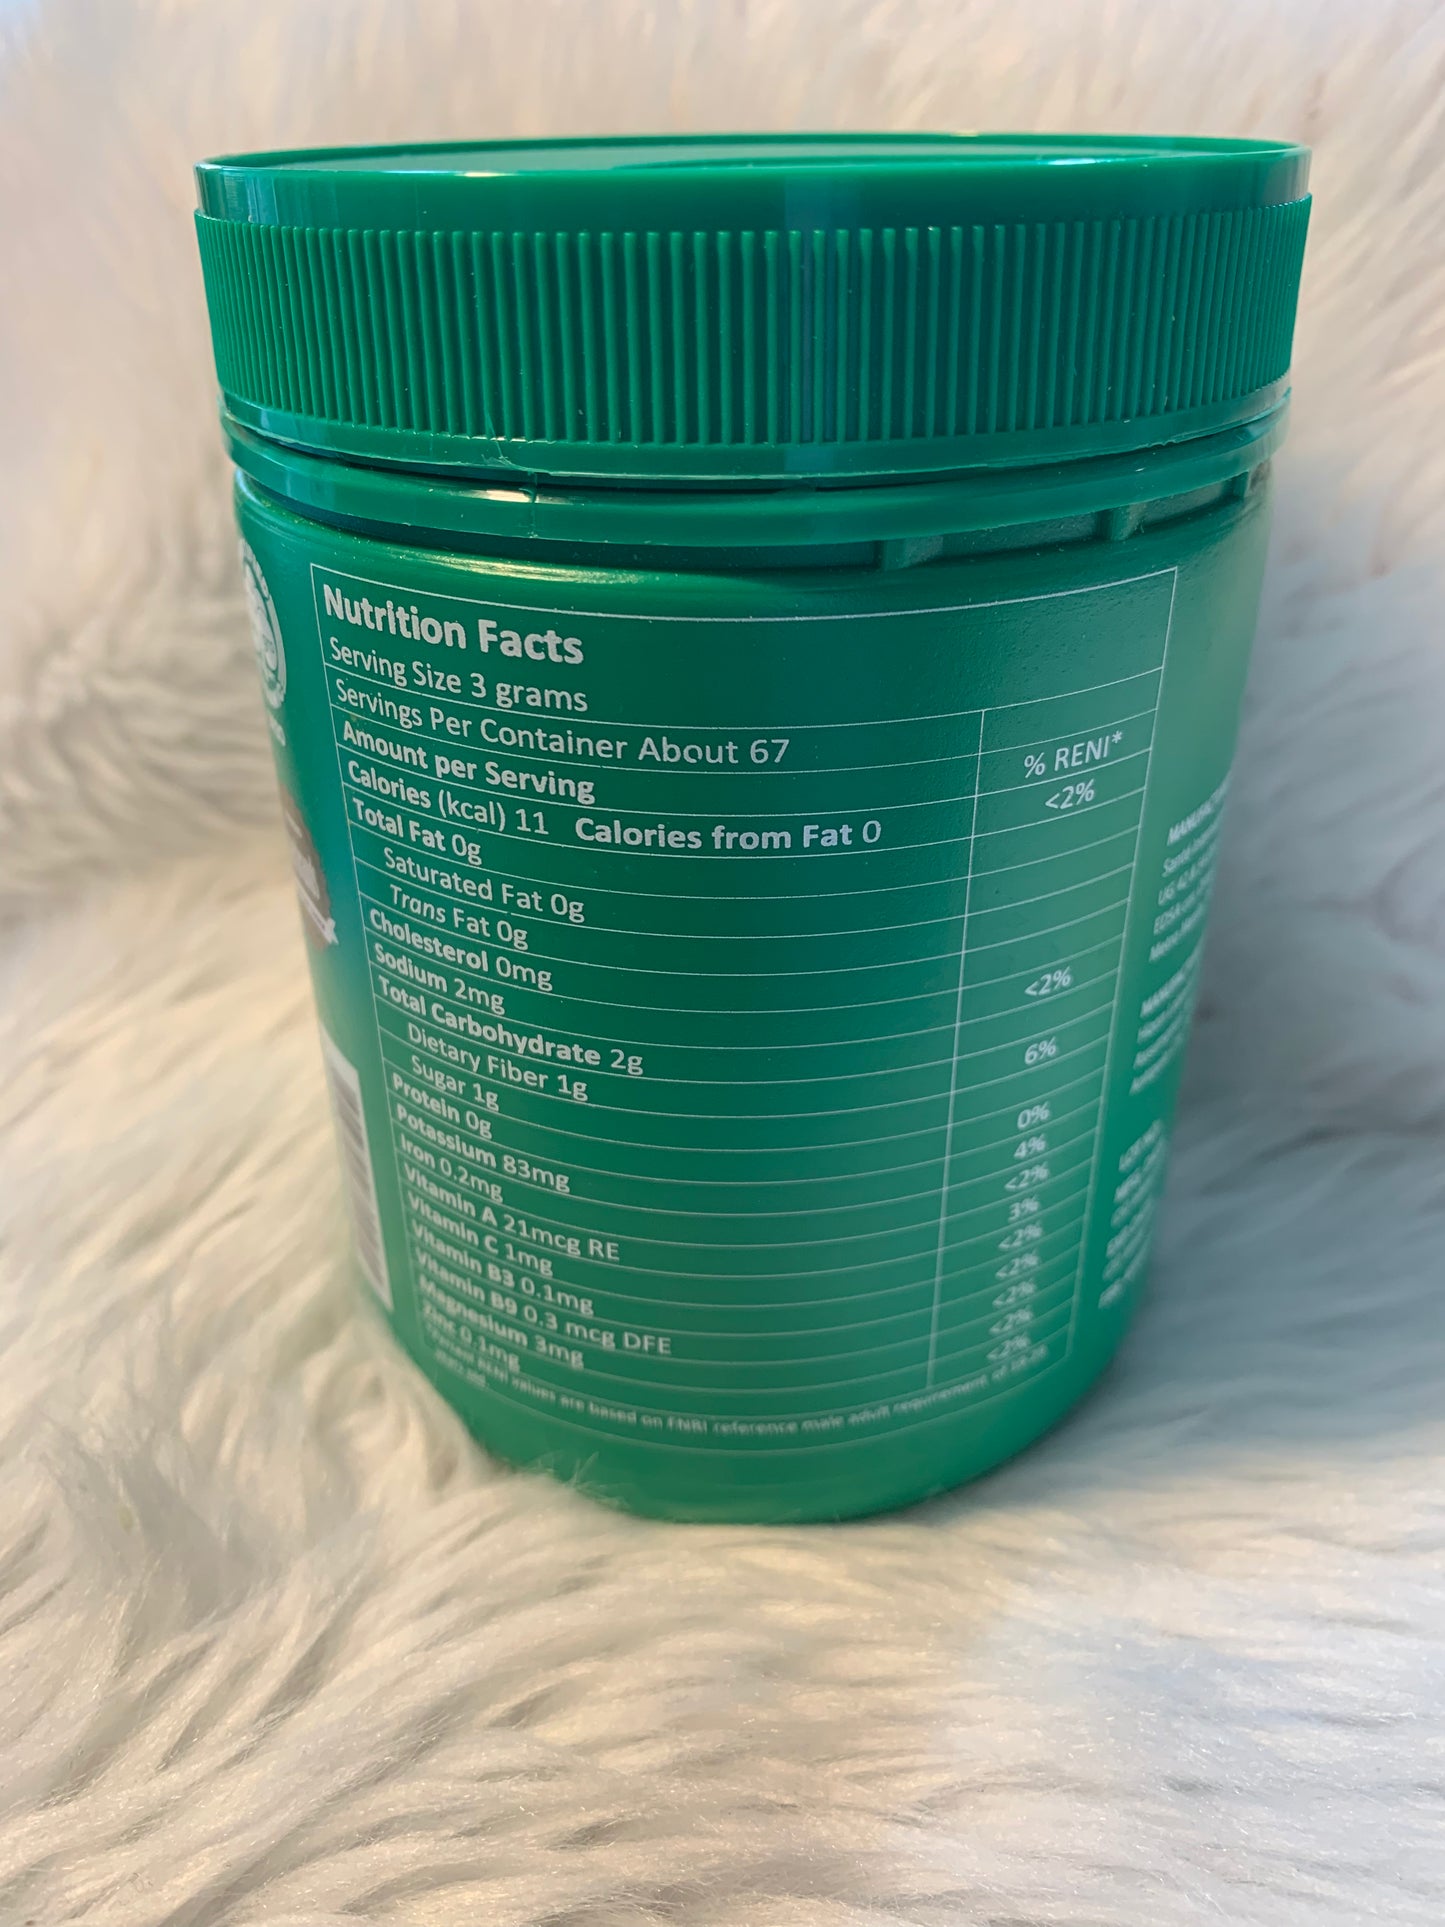 Nutrition Facts
Serving Size 3 grams
Servings Per Container About 67
Amount per Serving
% RENI*
Calories (kcal) 11 Calories from Fat 0
<2%
Total Fat 0g
Saturated Fat 0g
Trans Fat 0g
Cholesterol 0mg
Sodium 2mg
<2%
Total Carbohydrate 2g
Dietary Fiber 1g
6%
Sugar 1g
Protein 0g
0%
Potassium 83mg
4%
Iron 0.2mg
<2%
Vitamin A 21mcg RE
3%
Vitamin C 1mg
<2%
Vitamin B3 0.1mg
<2%
Vitamin B9 0.3 mcg DFE
<2%
Magnesium 3mg
<2%
Zinc 0.1mg
<2%
values are based on FNRI reference male adult requirement
MANUFACT
LOT NO